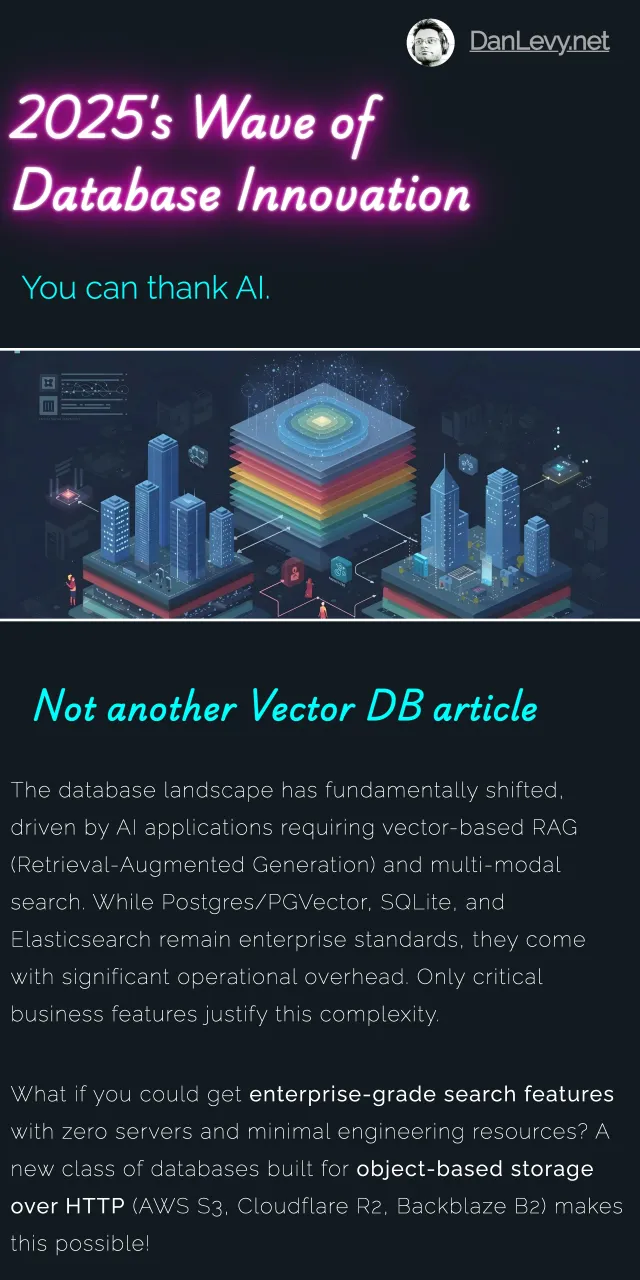 DanLevy.net
2025's Wave of
Database Innovation
You can thank AI.
Not another Vector DB article
The database landscape has fundamentally shifted,
driven by AI applications requiring vector-based RAG
(Retrieval-Augmented Generation) and multi-modal
search. While Postgres/PGVector, SQLite, and
Elasticsearch remain enterprise standards, they come
with significant operational overhead. Only critical
business features justify this complexity.
What if you could get enterprise-grade search features
with zero servers and minimal engineering resources? A
new class of databases built for object-based storage
over HTTP (AWS S3, Cloudflare R2, Backblaze B2) makes
this possible!